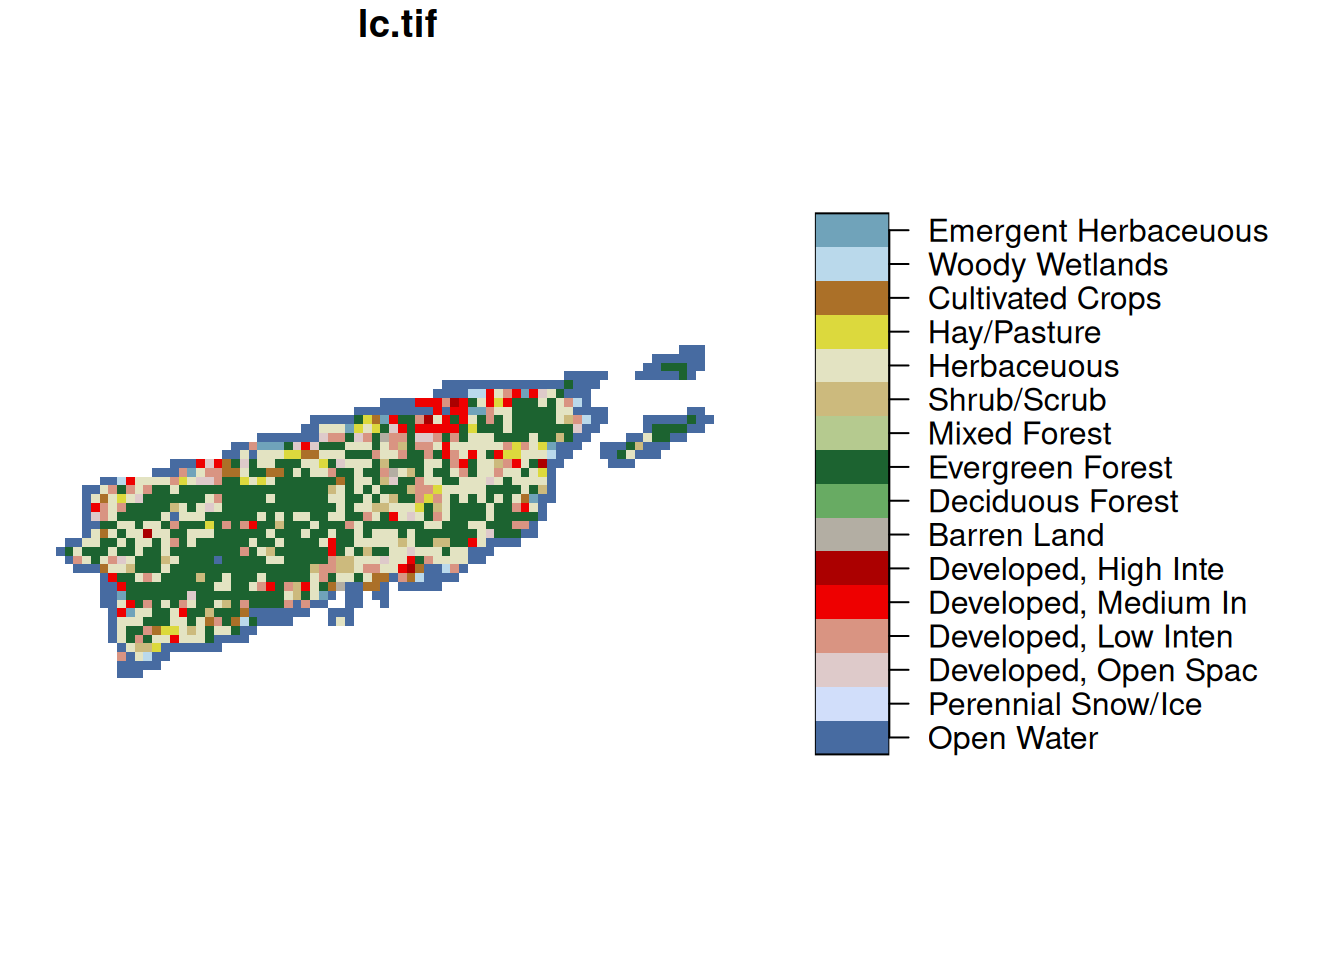 lc.tif
Emergent Herbaceuous
Woody Wetlands
Cultivated Crops
Hay/Pasture
Herbaceuous
Shrub/Scrub
Mixed Forest
Evergreen Forest
Deciduous Forest
Barren Land
Developed, High Inte
Developed, Medium In
Developed, Low Inten
Developed, Open Spac
Perennial Snow/Ice
Open Water